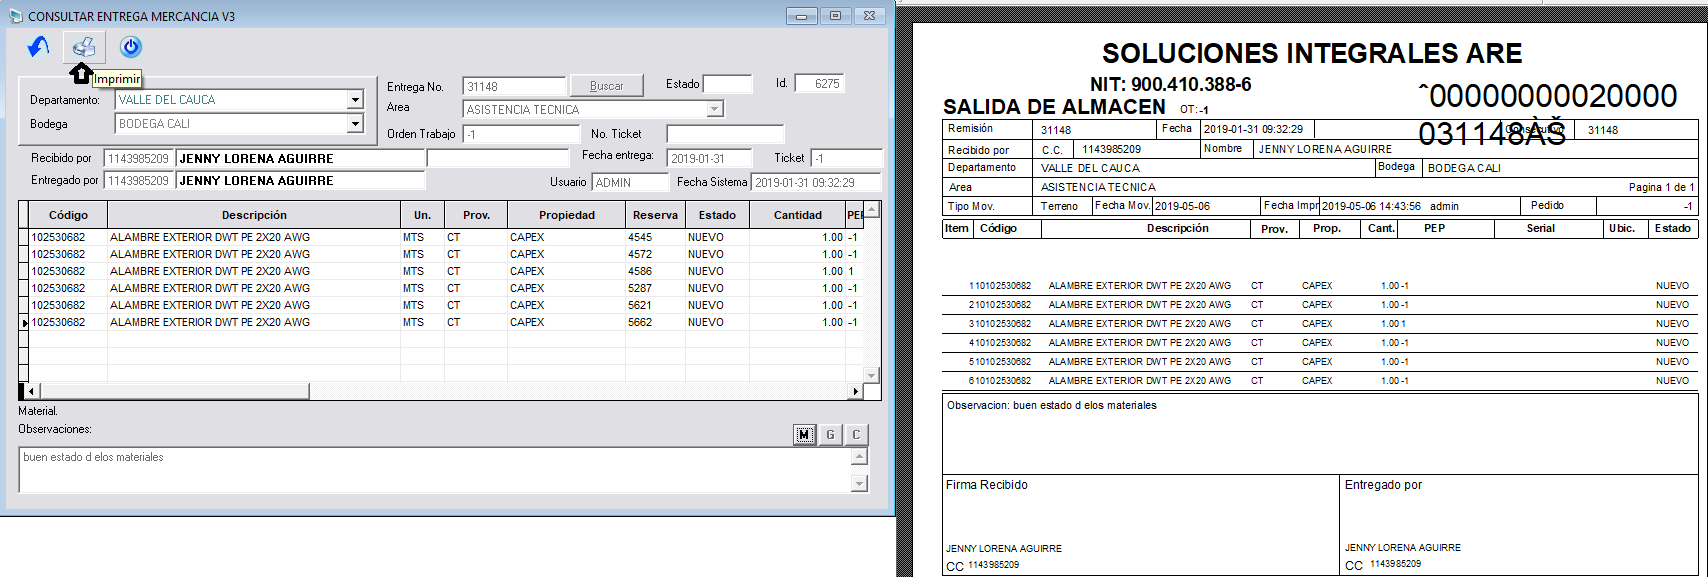 CONSULTAR ENTREGA MERCANCIA V3
Imprimir
Departamento: VALLE DEL CAUCA
Bodega BODEGA CALI
Entrega No. 31148 Buscar Estado Id. 6275
Area ASISTENCIA TECNICA
Orden Trabajo -1 No. Ticket
Recibido por 1143985209 JENNY LORENA AGUIRRE Fecha entrega: 2019-01-31 Ticket -1
Entregado por 1143985209 JENNY LORENA AGUIRRE Usuario ADMIN Fecha Sistema 2019-01-31 09:32:29
Código Descripción Un. Prov. Propiedad Reserva Estado Cantidad PEI
102530682 ALAMBRE EXTERIOR DWT PE 2X20 AWG MTS CT CAPEX 4545 NUEVO 1.00 -1
102530682 ALAMBRE EXTERIOR DWT PE 2X20 AWG MTS CT CAPEX 4572 NUEVO 1.00 -1
102530682 ALAMBRE EXTERIOR DWT PE 2X20 AWG MTS CT CAPEX 4586 NUEVO 1.00 1
102530682 ALAMBRE EXTERIOR DWT PE 2X20 AWG MTS CT CAPEX 5287 NUEVO 1.00 -1
102530682 ALAMBRE EXTERIOR DWT PE 2X20 AWG MTS CT CAPEX 5621 NUEVO 1.00 -1
102530682 ALAMBRE EXTERIOR DWT PE 2X20 AWG MTS CT CAPEX 5662 NUEVO 1.00 -1
Material.
Observaciones:
M G C
buen estado d elos materiales
SOLUCIONES INTEGRALES ARE
NIT: 900.410.388-6
SALIDA DE ALMACEN OT:-1
ˆ00000000020000
031148ÀŠ
Remisión 31148 Fecha 2019-01-31 09:32:29 Consecutivo 31148
Recibido por C.C. 1143985209 Nombre JENNY LORENA AGUIRRE
Departamento VALLE DEL CAUCA Bodega BODEGA CALI
Area ASISTENCIA TECNICA Pagina 1 de 1
Tipo Mov. Terreno Fecha Mov. 2019-05-06 Fecha Impr 2019-05-06 14:43:56 admin Pedido -1
Item Código Descripción Prov. Prop. Cant. PEP Serial Ubic. Estado
1 10102530682 ALAMBRE EXTERIOR DWT PE 2X20 AWG CT CAPEX 1.00 -1 NUEVO
2 10102530682 ALAMBRE EXTERIOR DWT PE 2X20 AWG CT CAPEX 1.00 -1 NUEVO
3 10102530682 ALAMBRE EXTERIOR DWT PE 2X20 AWG CT CAPEX 1.00 1 NUEVO
4 10102530682 ALAMBRE EXTERIOR DWT PE 2X20 AWG CT CAPEX 1.00 -1 NUEVO
5 10102530682 ALAMBRE EXTERIOR DWT PE 2X20 AWG CT CAPEX 1.00 -1 NUEVO
6 10102530682 ALAMBRE EXTERIOR DWT PE 2X20 AWG CT CAPEX 1.00 -1 NUEVO
Observacion: buen estado d elos materiales
Firma Recibido Entregado por
JENNY LORENA AGUIRRE JENNY LORENA AGUIRRE
CC 1143985209 CC 1143985209